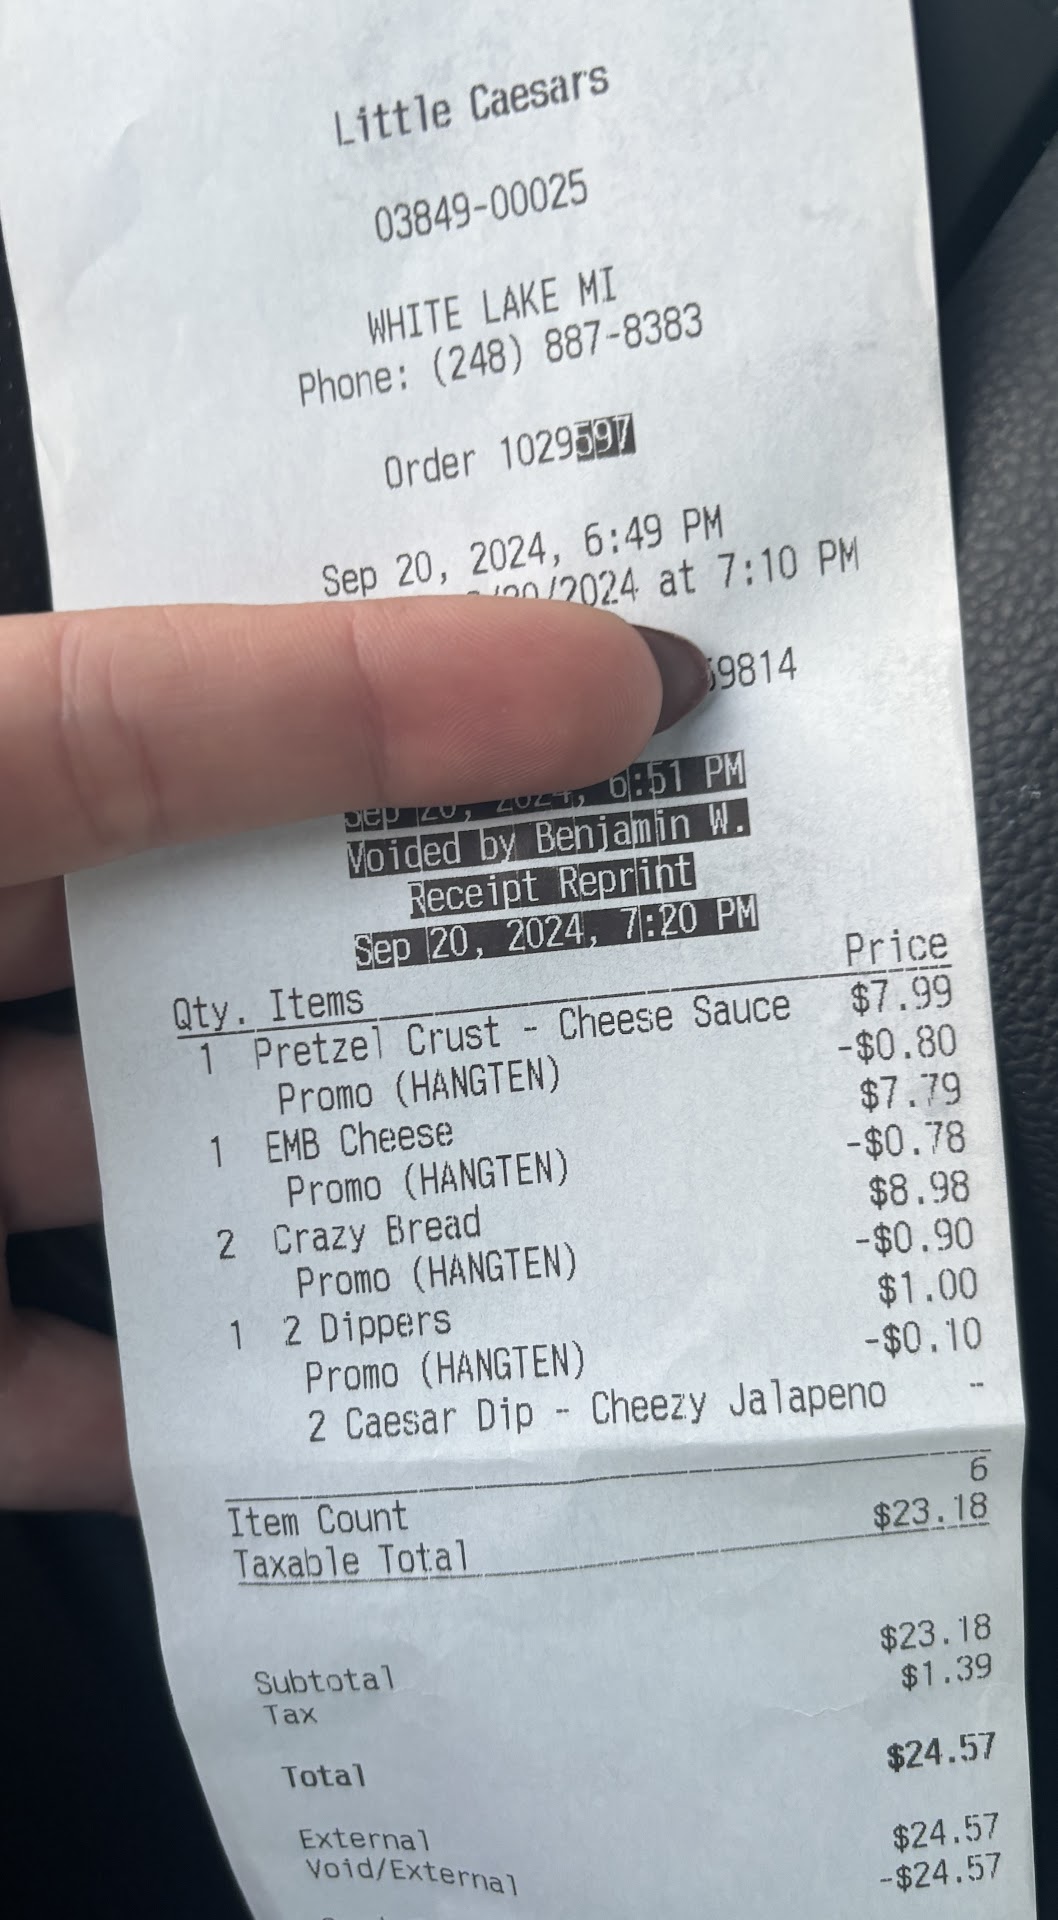 Little Caesars
03849-00025
WHITE LAKE MI
Phone: (248) 887-8383
Order 1029597
Sep 20, 2024, 6:49 PM
/2024 at 7:10 PM
9814
Sep 20, 2024, 6:51 PM
Voided by Benjamin W.
Receipt Reprint
Sep 20, 2024, 7:20 PM
Qty. Items Price
1 Pretzel Crust - Cheese Sauce $7.99
Promo (HANGTEN) -$0.80
1 EMB Cheese $7.79
Promo (HANGTEN) -$0.78
2 Crazy Bread $8.98
Promo (HANGTEN) -$0.90
1 2 Dippers $1.00
Promo (HANGTEN) -$0.10
2 Caesar Dip - Cheezy Jalapeno --
Item Count 6
Taxable Total $23.18
Subtotal $23.18
Tax $1.39
Total $24.57
External $24.57
Void/External -$24.57